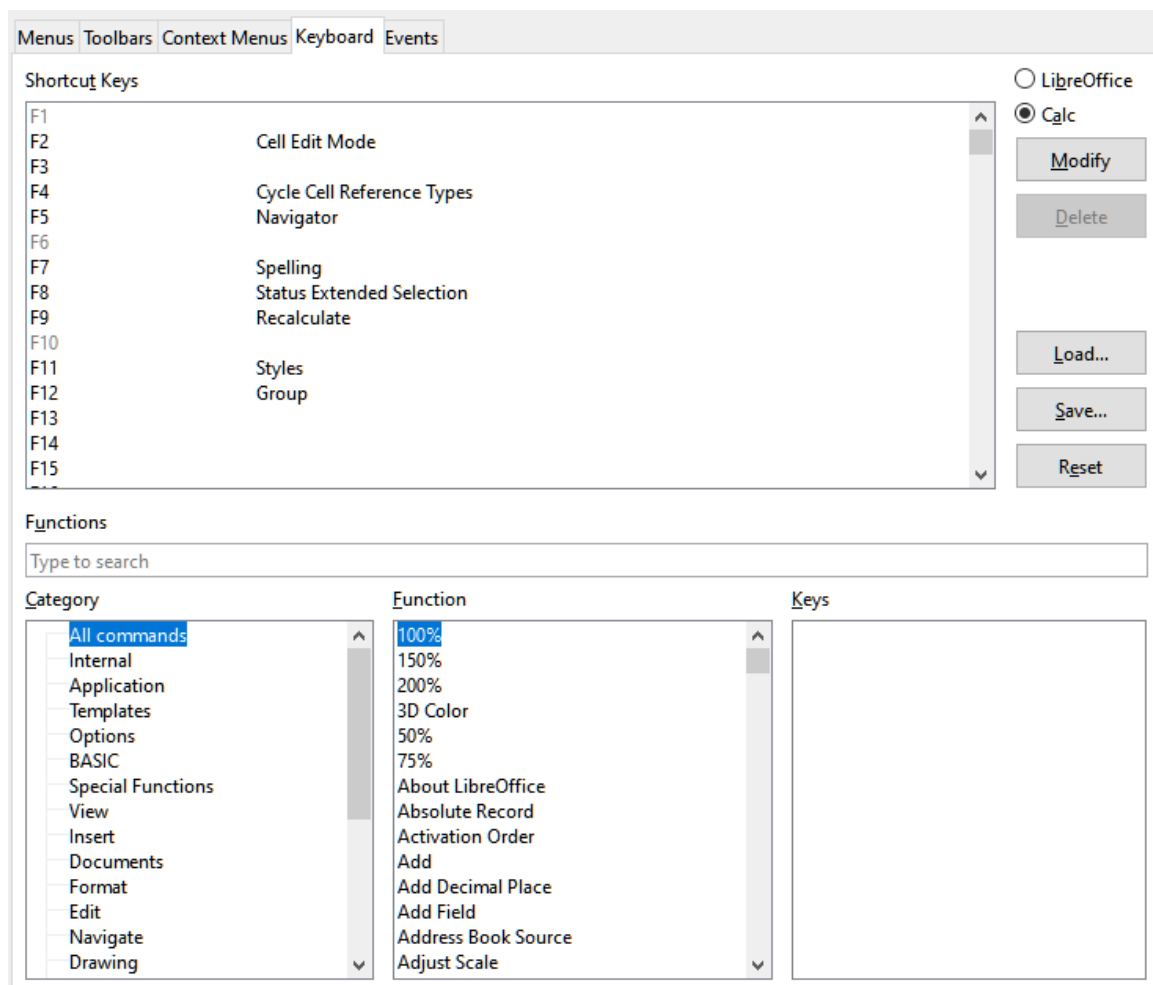 Menus Toolbars Context Menus Keyboard Events
Shortcut Keys
LibreOffice
Calc
F1
F2 Cell Edit Mode
F3
F4 Cycle Cell Reference Types
F5 Navigator
F6
F7 Spelling
F8 Status Extended Selection
F9 Recalculate
F10
F11 Styles
F12 Group
F13
F14
F15
Modify
Delete
Load...
Save...
Reset
Functions
Type to search
Category
All commands
Internal
Application
Templates
Options
BASIC
Special Functions
View
Insert
Documents
Format
Edit
Navigate
Drawing
Function
100%
150%
200%
3D Color
50%
75%
About LibreOffice
Absolute Record
Activation Order
Add
Add Decimal Place
Add Field
Address Book Source
Adjust Scale
Keys